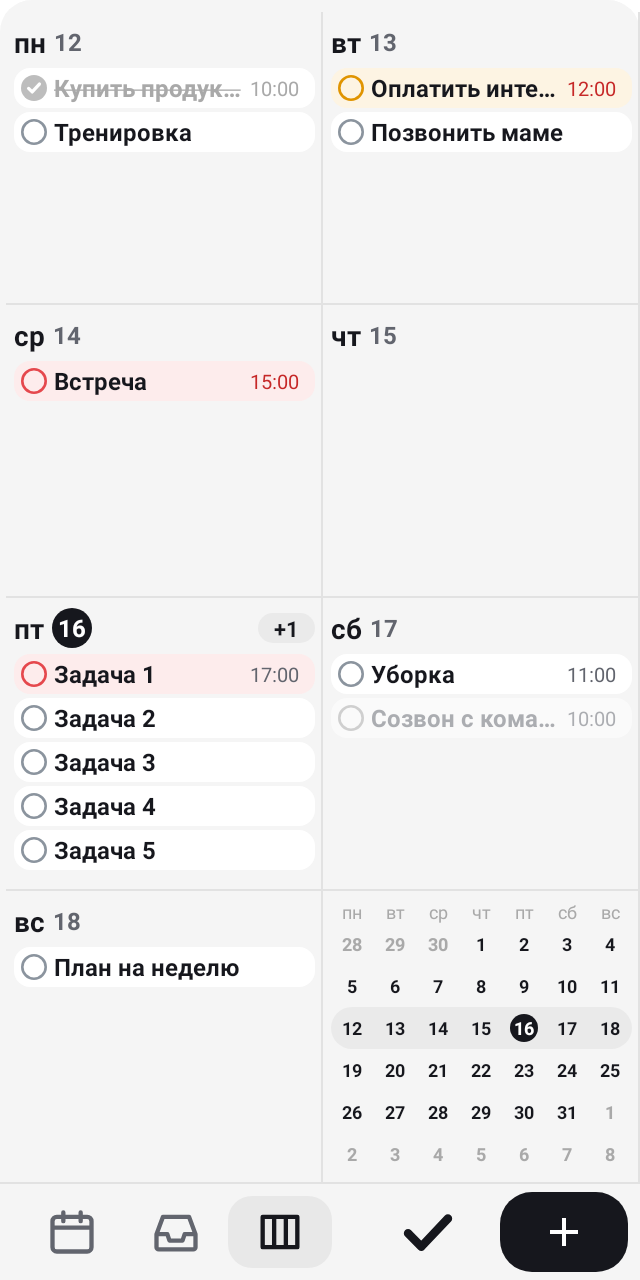 пн 12
Купить продук... 10:00
Тренировка
вт 13
Оплатить инте... 12:00
Позвонить маме
ср 14
Встреча 15:00
чт 15
пт 16 +1
Задача 1 17:00
Задача 2
Задача 3
Задача 4
Задача 5
сб 17
Уборка 11:00
Созвон с кома... 10:00
вс 18
План на неделю
пн вт ср чт пт сб вс
28 29 30 1 2 3 4
5 6 7 8 9 10 11
12 13 14 15 16 17 18
19 20 21 22 23 24 25
26 27 28 29 30 31 1
2 3 4 5 6 7 8